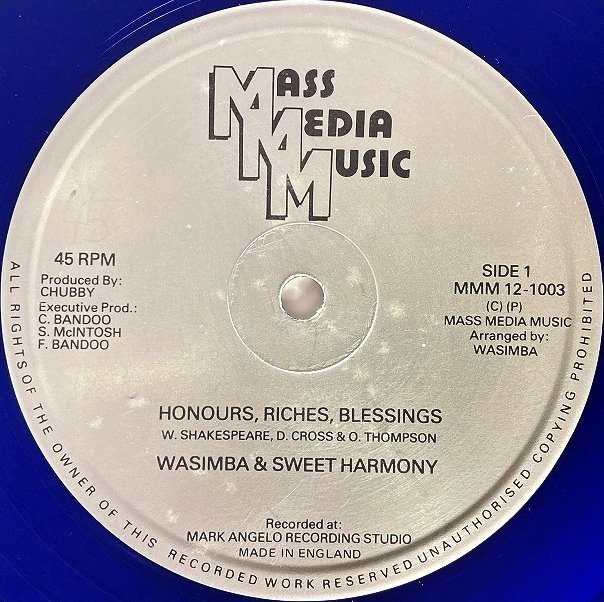 MASS
MEDIA
MUSIC
45 RPM
Produced By:
CHUBBY
Executive Prod.:
C. BANDOO
S. McINTOSH
F. BANDOO
SIDE 1
MMM 12-1003
(C) (P)
MASS MEDIA MUSIC
Arranged by:
WASIMBA
HONOURS, RICHES, BLESSINGS
W. SHAKESPEARE, D. CROSS & O. THOMPSON
WASIMBA & SWEET HARMONY
Recorded at:
MARK ANGELO RECORDING STUDIO
MADE IN ENGLAND
ALL RIGHTS OF THE OWNER OF THIS RECORDED WORK RESERVED UNAUTHORISED COPYING PROHIBITED